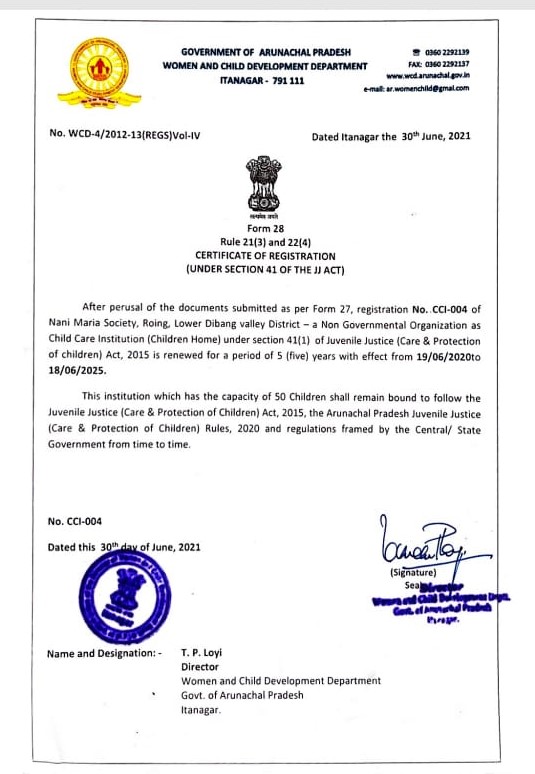 GOVERNMENT OF ARUNACHAL PRADESH
WOMEN AND CHILD DEVELOPMENT DEPARTMENT
ITANAGAR - 791 111
☎ 0360 2292139
FAX: 0360 2292137
www.wcd.arunachal.gov.in
e-mail: ar.womenchild@gmal.com
No. WCD-4/2012-13(REGS)Vol-IV
Dated Itanagar the 30th June, 2021
सत्यमेव जयते
Form 28
Rule 21(3) and 22(4)
CERTIFICATE OF REGISTRATION
(UNDER SECTION 41 OF THE JJ ACT)
After perusal of the documents submitted as per Form 27, registration No. CCI-004 of
Nani Maria Society, Roing, Lower Dibang valley District – a Non Governmental Organization as
Child Care Institution (Children Home) under section 41(1) of Juvenile Justice (Care & Protection
of children) Act, 2015 is renewed for a period of 5 (five) years with effect from 19/06/2020to
18/06/2025.
This institution which has the capacity of 50 Children shall remain bound to follow the
Juvenile Justice (Care & Protection of Children) Act, 2015, the Arunachal Pradesh Juvenile Justice
(Care & Protection of Children) Rules, 2020 and regulations framed by the Central/ State
Government from time to time.
No. CCI-004
Dated this 30th day of June, 2021
(Signature)
Seal
Director
Women and Child Development Deptt.
Govt. of Arunachal Pradesh
Name and Designation: - T. P. Loyi
Director
Women and Child Development Department
Govt. of Arunachal Pradesh
Itanagar.